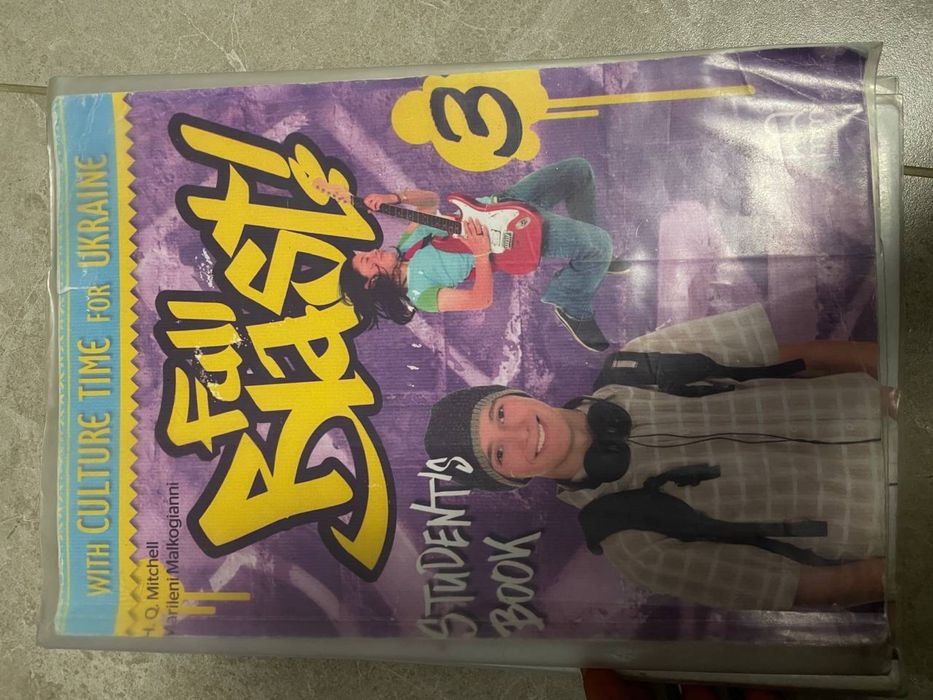 WITH CULTURE TIME FOR UKRAINE
H. Q. Mitchell
Marileni Malkogianni
Full
Blast!
3
STUDENT'S
BOOK